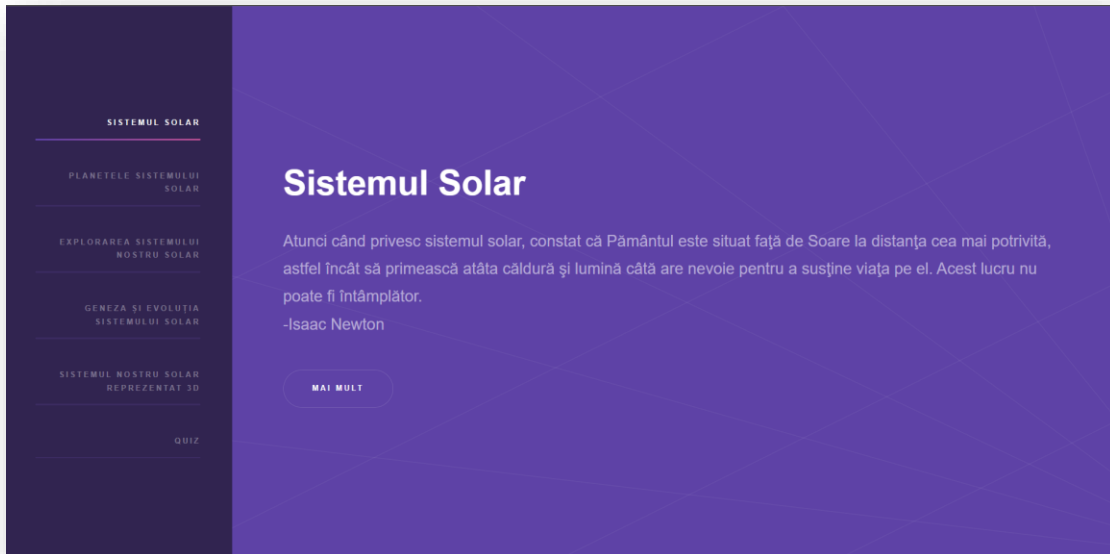 SISTEMUL SOLAR
PLANETELE SISTEMULUI
SOLAR
EXPLORAREA SISTEMULUI
NOSTRU SOLAR
GENEZA ȘI EVOLUȚIA
SISTEMULUI SOLAR
SISTEMUL NOSTRU SOLAR
REPREZENTAT 3D
QUIZ
Sistemul Solar
Atunci când privesc sistemul solar, constat că Pământul este situat faţă de Soare la distanţa cea mai potrivită,
astfel încât să primească atâta căldură şi lumină câtă are nevoie pentru a susţine viaţa pe el. Acest lucru nu
poate fi întâmplător.
-Isaac Newton
MAI MULT